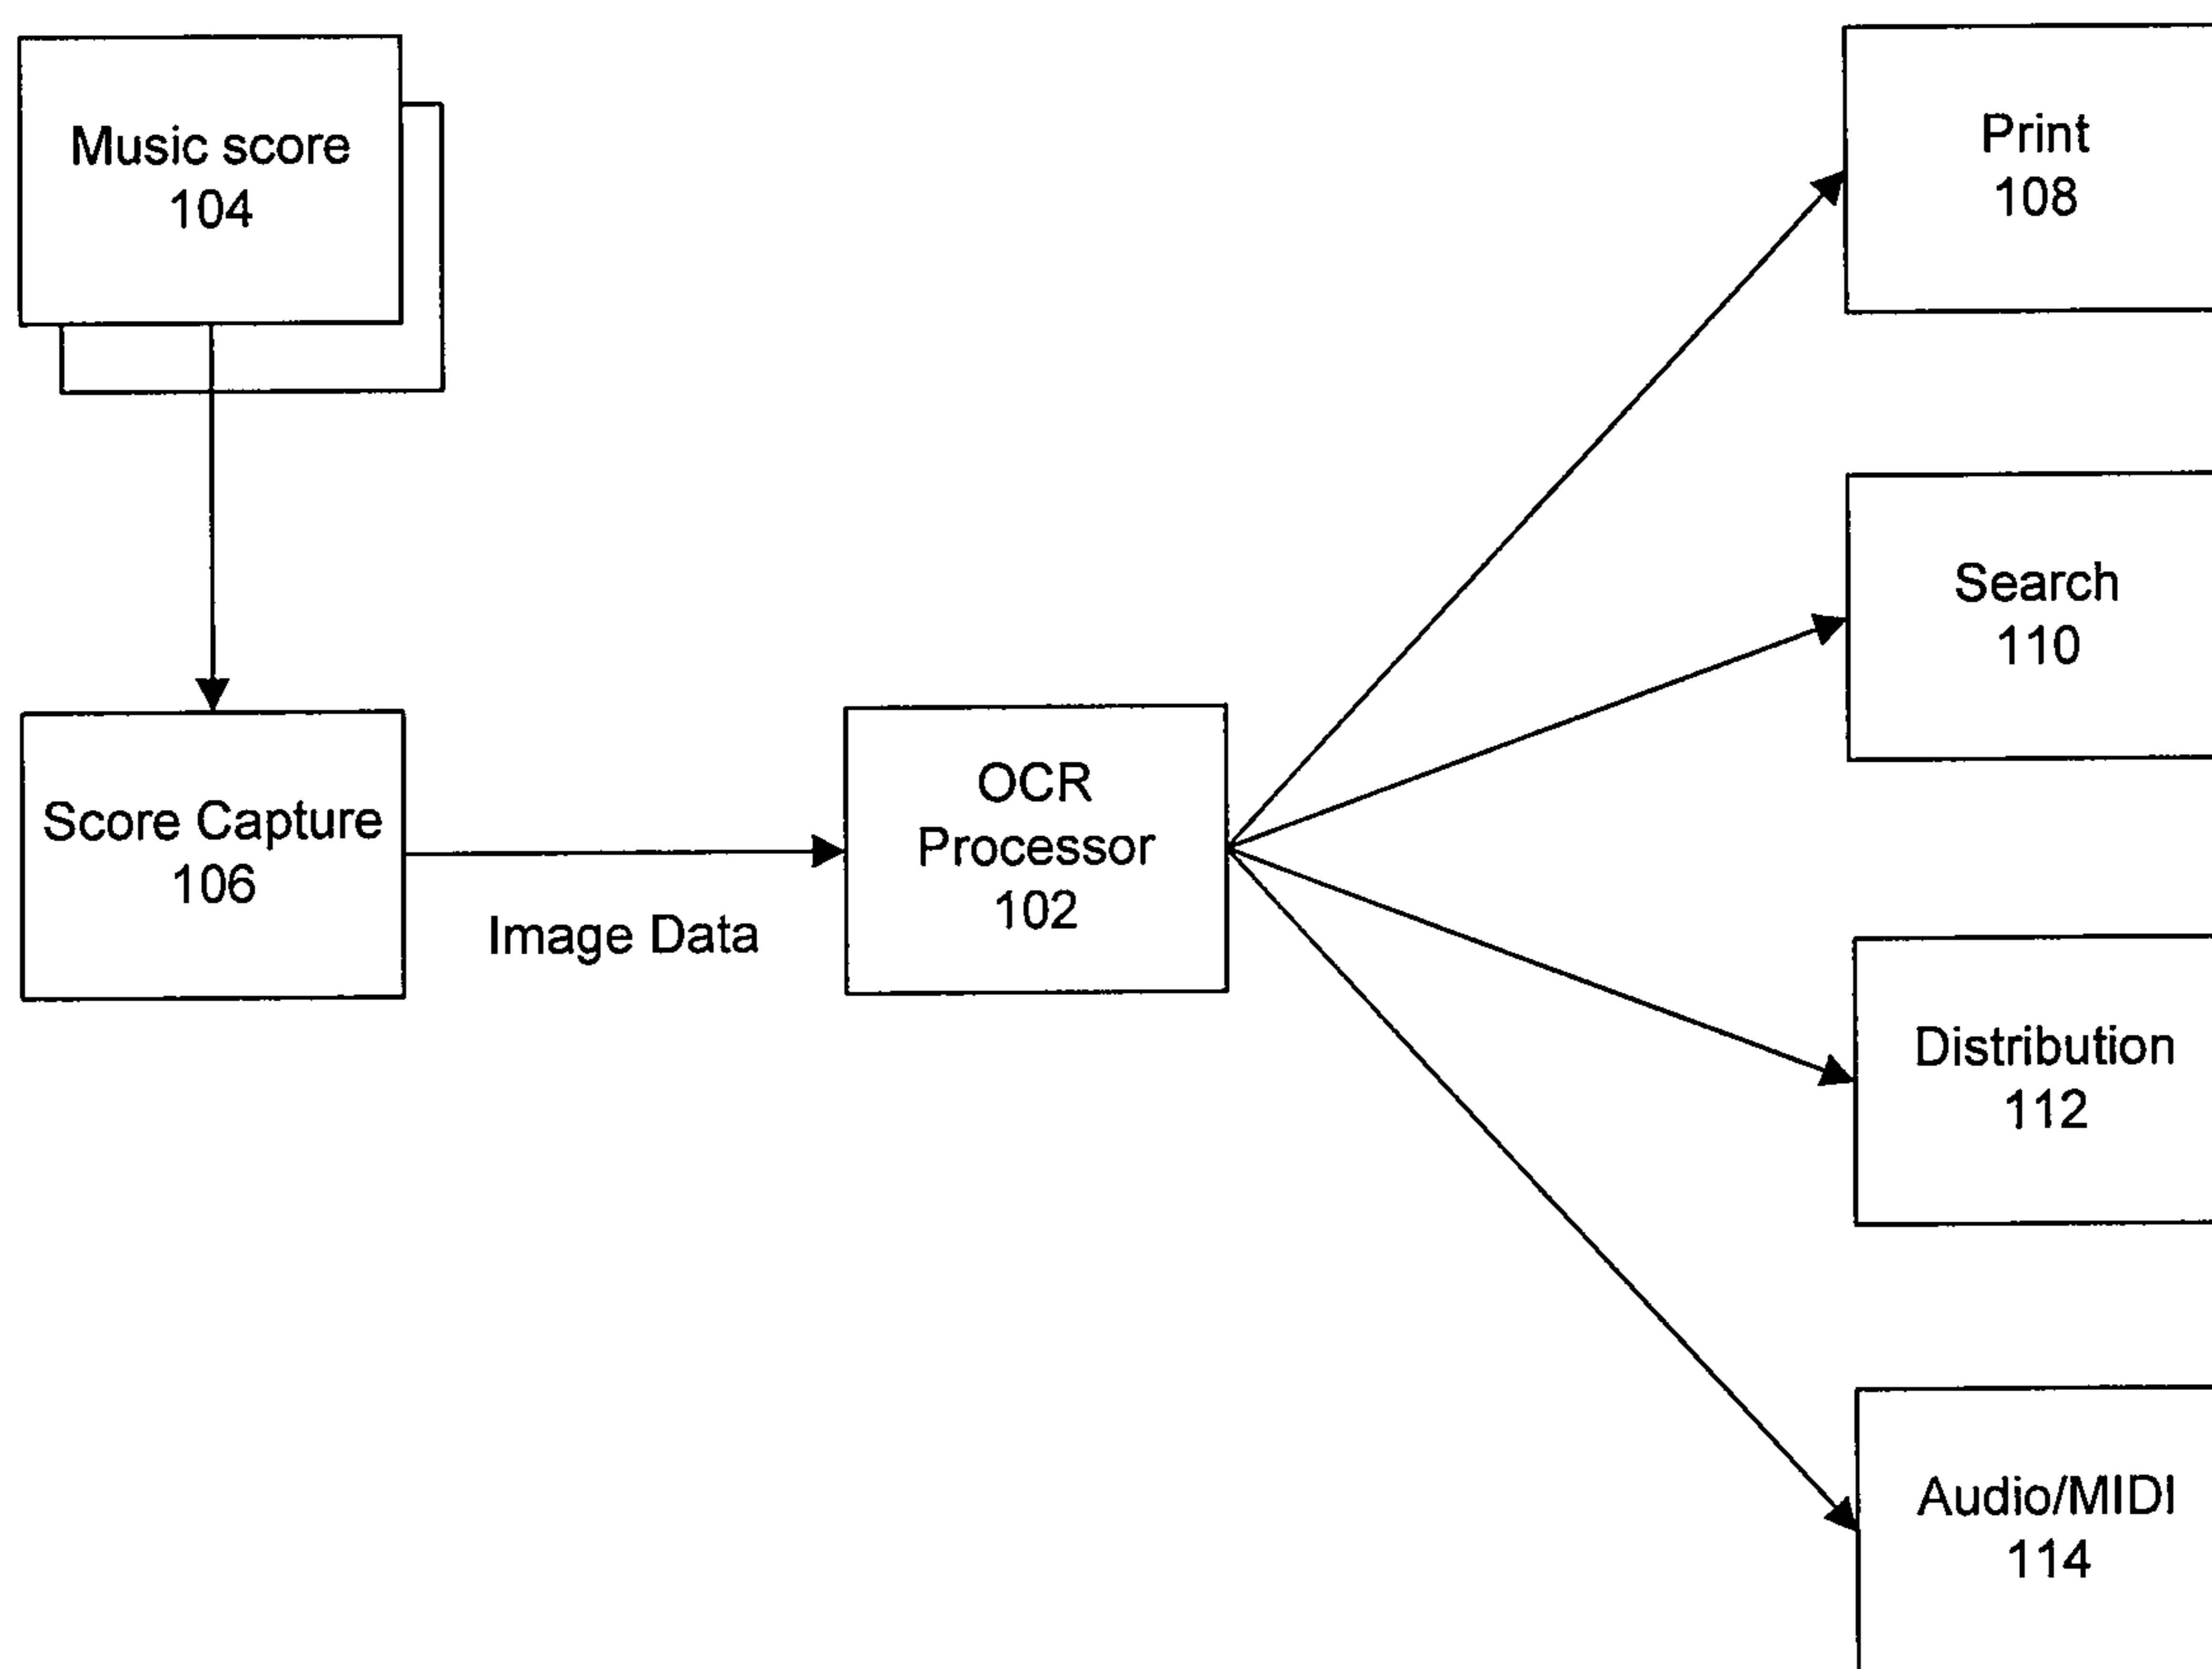 Music score
104
Print
108
Search
110
Score Capture
106
Image Data
OCR
Processor
102
Distribution
112
Audio/MIDI
114